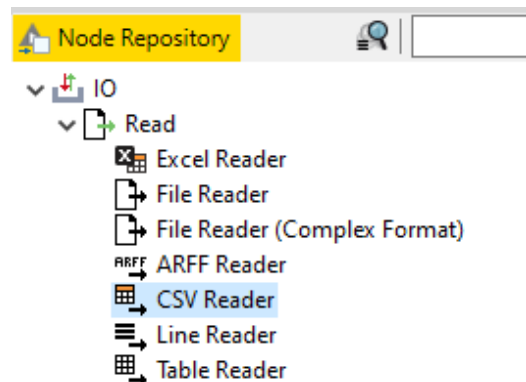 Node Repository
IO
Read
Excel Reader
File Reader
File Reader (Complex Format)
ARFF ARFF Reader
CSV Reader
Line Reader
Table Reader